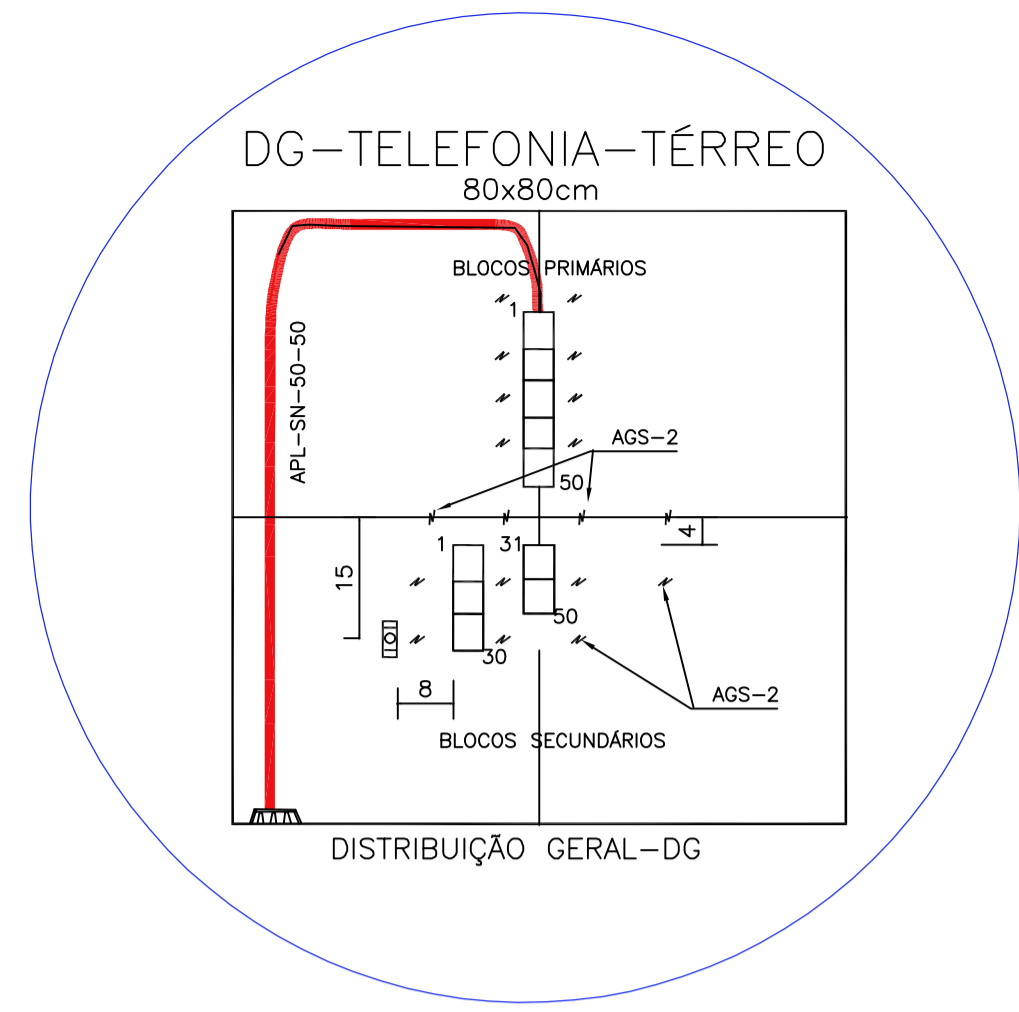 DG-TELEFONIA-TÉRREO
80x80cm
BLOCOS PRIMÁRIOS
1
APL-SN-50-50
AGS-2
50
4
1
31
15
50
30
8
AGS-2
BLOCOS SECUNDÁRIOS
DISTRIBUIÇÃO GERAL-DG